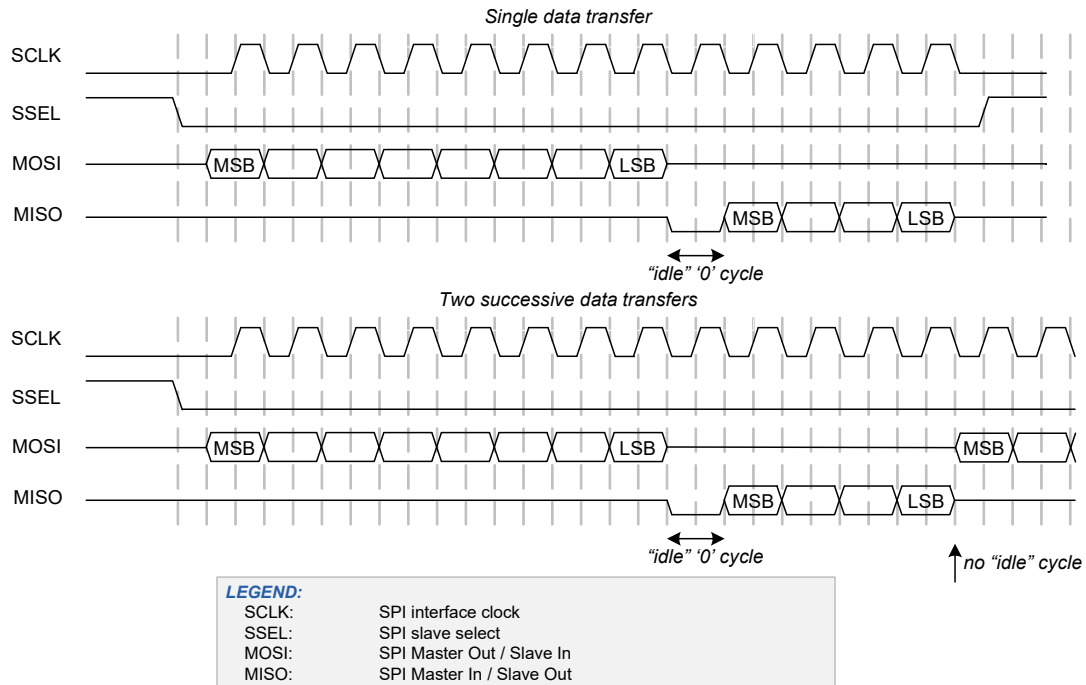 Single data transfer
SCLK
SSEL
MOSI MSB LSB
MISO MSB LSB
“idle” ‘0’ cycle
Two successive data transfers
SCLK
SSEL
MOSI MSB LSB MSB
MISO MSB LSB
“idle” ‘0’ cycle no “idle” cycle
LEGEND:
SCLK: SPI interface clock
SSEL: SPI slave select
MOSI: SPI Master Out / Slave In
MISO: SPI Master In / Slave Out